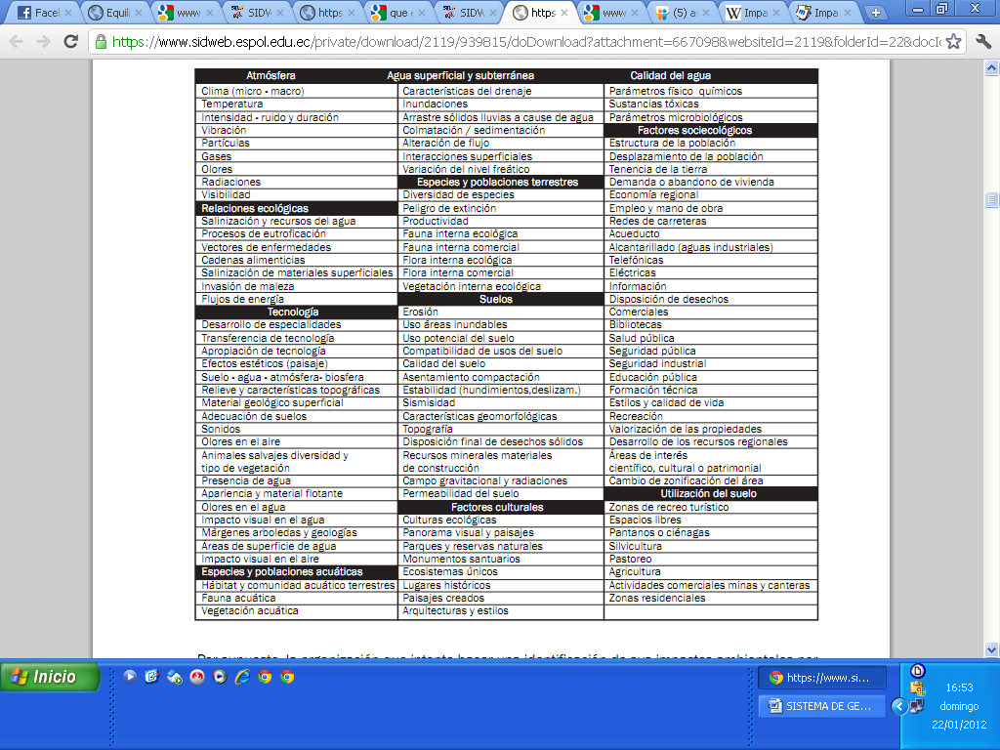 Facel
Equili
www
SIDW
https
que
SIDW
https
www
(5) a
Impa
Impa
https://www.sidweb.espol.edu.ec/private/download/2119/939815/doDownload?attachment=667098&websiteId=2119&folderId=22&docId
Atmósfera
Clima (micro - macro)
Temperatura
Intensidad - ruido y duración
Vibración
Partículas
Gases
Olores
Radiaciones
Visibilidad
Relaciones ecológicas
Salinización y recursos del agua
Procesos de eutroficación
Vectores de enfermedades
Cadenas alimenticias
Salinización de materiales superficiales
Invasión de maleza
Flujos de energía
Tecnología
Desarrollo de especialidades
Transferencia de tecnología
Apropiación de tecnología
Efectos estéticos (paisaje)
Suelo - agua - atmósfera- biosfera
Relieve y características topográficas
Material geológico superficial
Adecuación de suelos
Sonidos
Olores en el aire
Animales salvajes diversidad y
tipo de vegetación
Presencia de agua
Apariencia y material flotante
Olores en el agua
Impacto visual en el agua
Márgenes arboledas y geologías
Áreas de superficie de agua
Impacto visual en el aire
Especies y poblaciones acuáticas
Hábitat y comunidad acuático terrestres
Fauna acuática
Vegetación acuática
Agua superficial y subterránea
Características del drenaje
Inundaciones
Arrastre sólidos lluvias a cause de agua
Colmatación / sedimentación
Alteración de flujo
Interacciones superficiales
Variación del nivel freático
Especies y poblaciones terrestres
Diversidad de especies
Peligro de extinción
Productividad
Fauna interna ecológica
Fauna interna comercial
Flora interna ecológica
Flora interna comercial
Vegetación interna ecológica
Suelos
Erosión
Uso áreas inundables
Uso potencial del suelo
Compatibilidad de usos del suelo
Calidad del suelo
Asentamiento compactación
Estabilidad (hundimientos,deslizam.)
Sismisidad
Características geomorfológicas
Topografía
Disposición final de desechos sólidos
Recursos minerales materiales
de construcción
Campo gravitacional y radiaciones
Permeabilidad del suelo
Factores culturales
Culturas ecológicas
Panorama visual y paisajes
Parques y reservas naturales
Monumentos santuarios
Ecosistemas únicos
Lugares históricos
Paisajes creados
Arquitecturas y estilos
Calidad del agua
Parámetros físico químicos
Sustancias tóxicas
Parámetros microbiológicos
Factores sociecológicos
Estructura de la población
Desplazamiento de la población
Tenencia de la tierra
Demanda o abandono de vivienda
Economía regional
Empleo y mano de obra
Redes de carreteras
Acueducto
Alcantarillado (aguas industriales)
Telefónicas
Eléctricas
Información
Disposición de desechos
Comerciales
Bibliotecas
Salud pública
Seguridad pública
Seguridad industrial
Educación pública
Formación técnica
Estilos y calidad de vida
Recreación
Valorización de las propiedades
Desarrollo de los recursos regionales
Áreas de interés
científico, cultural o patrimonial
Cambio de zonificación del área
Utilización del suelo
Zonas de recreo turístico
Espacios libres
Pantanos o ciénagas
Silvicultura
Pastoreo
Agricultura
Actividades comerciales minas y canteras
Zonas residenciales
Por supuesto, la organización que intenta hacer una identificación de sus impactos ambientales por
Inicio
https://www.si...
SISTEMA DE GE...
16:53
domingo
22/01/2012